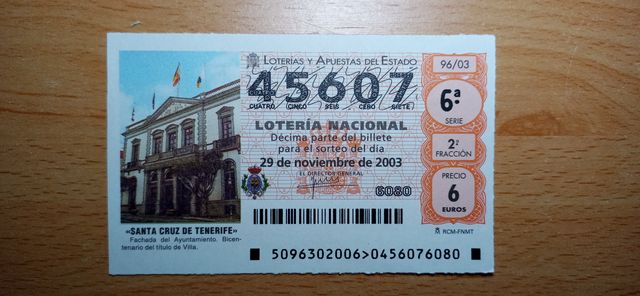 LOTERÍAS Y APUESTAS DEL ESTADO
96/03
45607
CUATRO CINCO SEIS CERO SIETE
6ª
SERIE
LOTERÍA NACIONAL
Décima parte del billete
para el sorteo del día
29 de noviembre de 2003
EL DIRECTOR GENERAL
2ª
FRACCIÓN
6080
PRECIO
6
EUROS
«SANTA CRUZ DE TENERIFE»
Fachada del Ayuntamiento. Bicen-
tenario del título de Villa.
RCM-FNMT
5096302006>0456076080